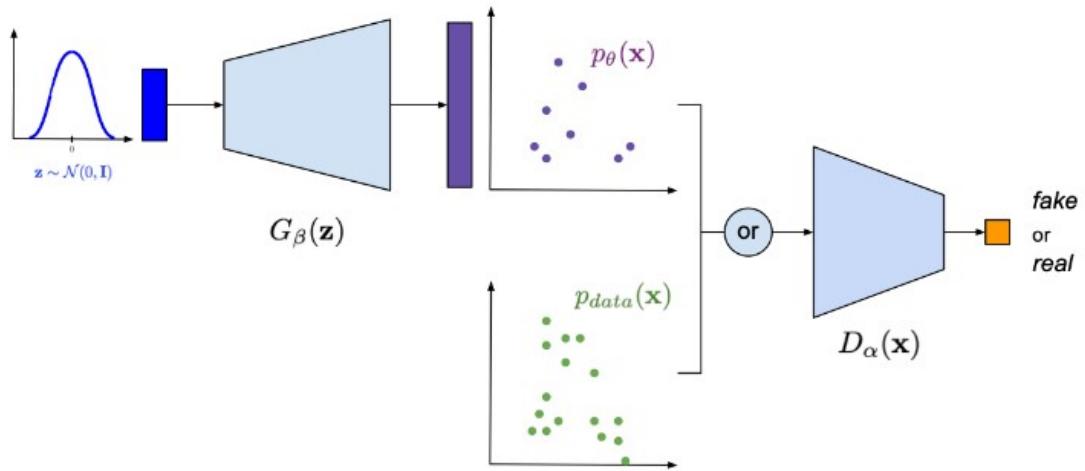 0
z ∼ 𝒩(0, I)
G_β(z)
p_θ(x)
p_data(x)
or
D_α(x)
fake
or
real